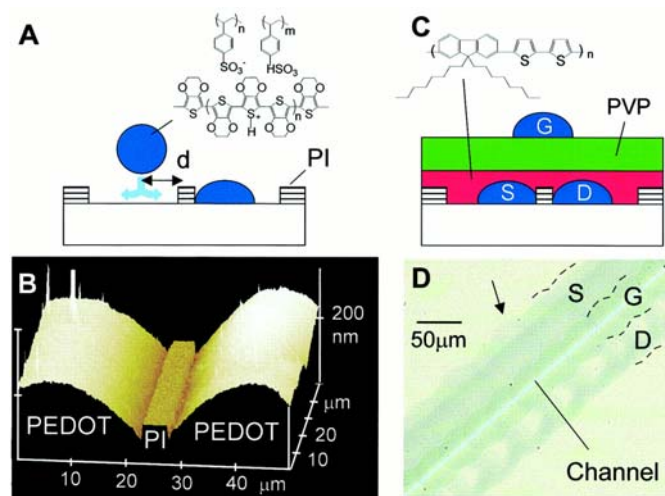 A
n
m
SO₃⁻
HSO₃
O O
O O
O O
O O
O O
S
S
n
S⁺
S
S
H
d
PI
B
200
nm
PEDOT
PI
PEDOT
μm
20
10
10 20 30 40 μm
C
S
S
n
G
PVP
S
D
D
50μm
S
G
D
Channel